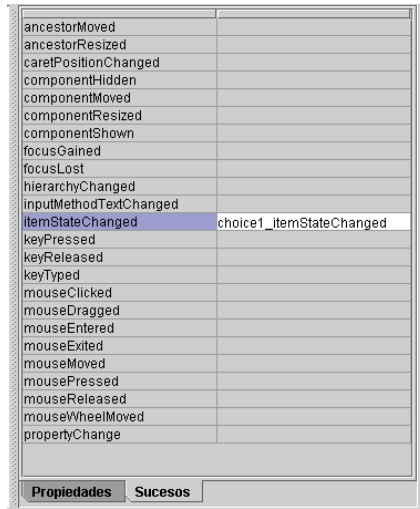 ancestorMoved
ancestorResized
caretPositionChanged
componentHidden
componentMoved
componentResized
componentShown
focusGained
focusLost
hierarchyChanged
inputMethodTextChanged
itemStateChanged choice1_itemStateChanged
keyPressed
keyReleased
keyTyped
mouseClicked
mouseDragged
mouseEntered
mouseExited
mouseMoved
mousePressed
mouseReleased
mouseWheelMoved
propertyChange
Propiedades Sucesos